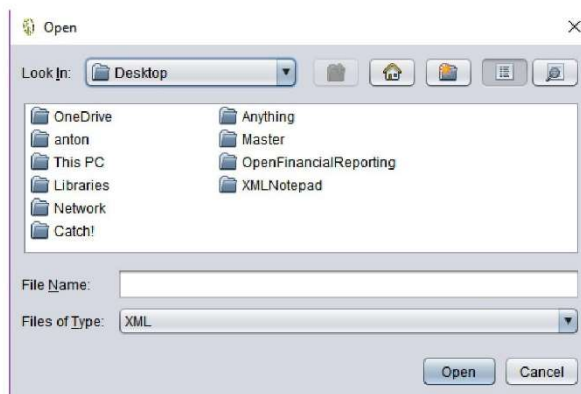 Open
Look In: Desktop
OneDrive Anything
anton Master
This PC OpenFinancialReporting
Libraries XMLNotepad
Network
Catch!
File Name:
Files of Type: XML
Open Cancel